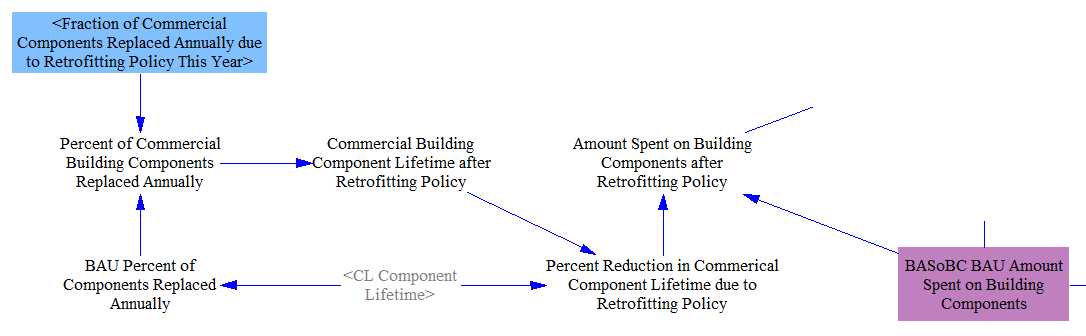 <Fraction of Commercial
Components Replaced Annually due
to Retrofitting Policy This Year>
Percent of Commercial
Building Components
Replaced Annually
Commercial Building
Component Lifetime after
Retrofitting Policy
Amount Spent on Building
Components after
Retrofitting Policy
BAU Percent of
Components Replaced
Annually
<CL Component
Lifetime>
Percent Reduction in Commerical
Component Lifetime due to
Retrofitting Policy
BASoBC BAU Amount
Spent on Building
Components